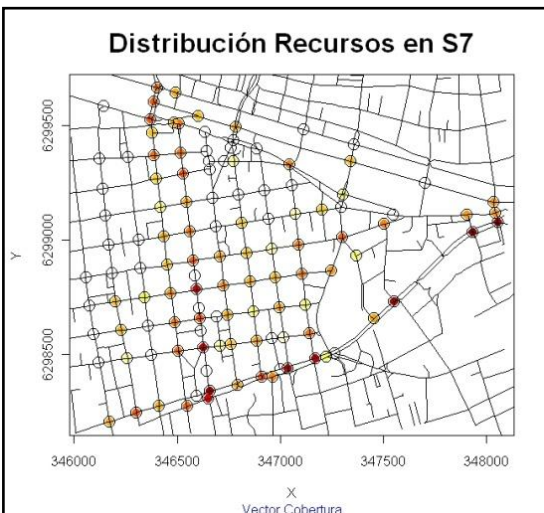 Distribución Recursos en S7
6299500
6299000
6298500
Y
346000 346500 347000 347500 348000
X
Vector Cobertura